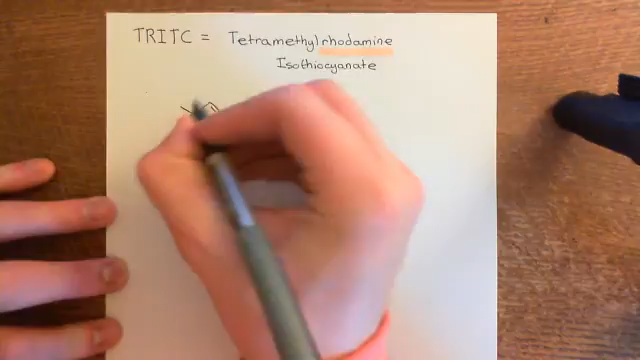 TRITC = Tetramethylrhodamine
Isothiocyanate